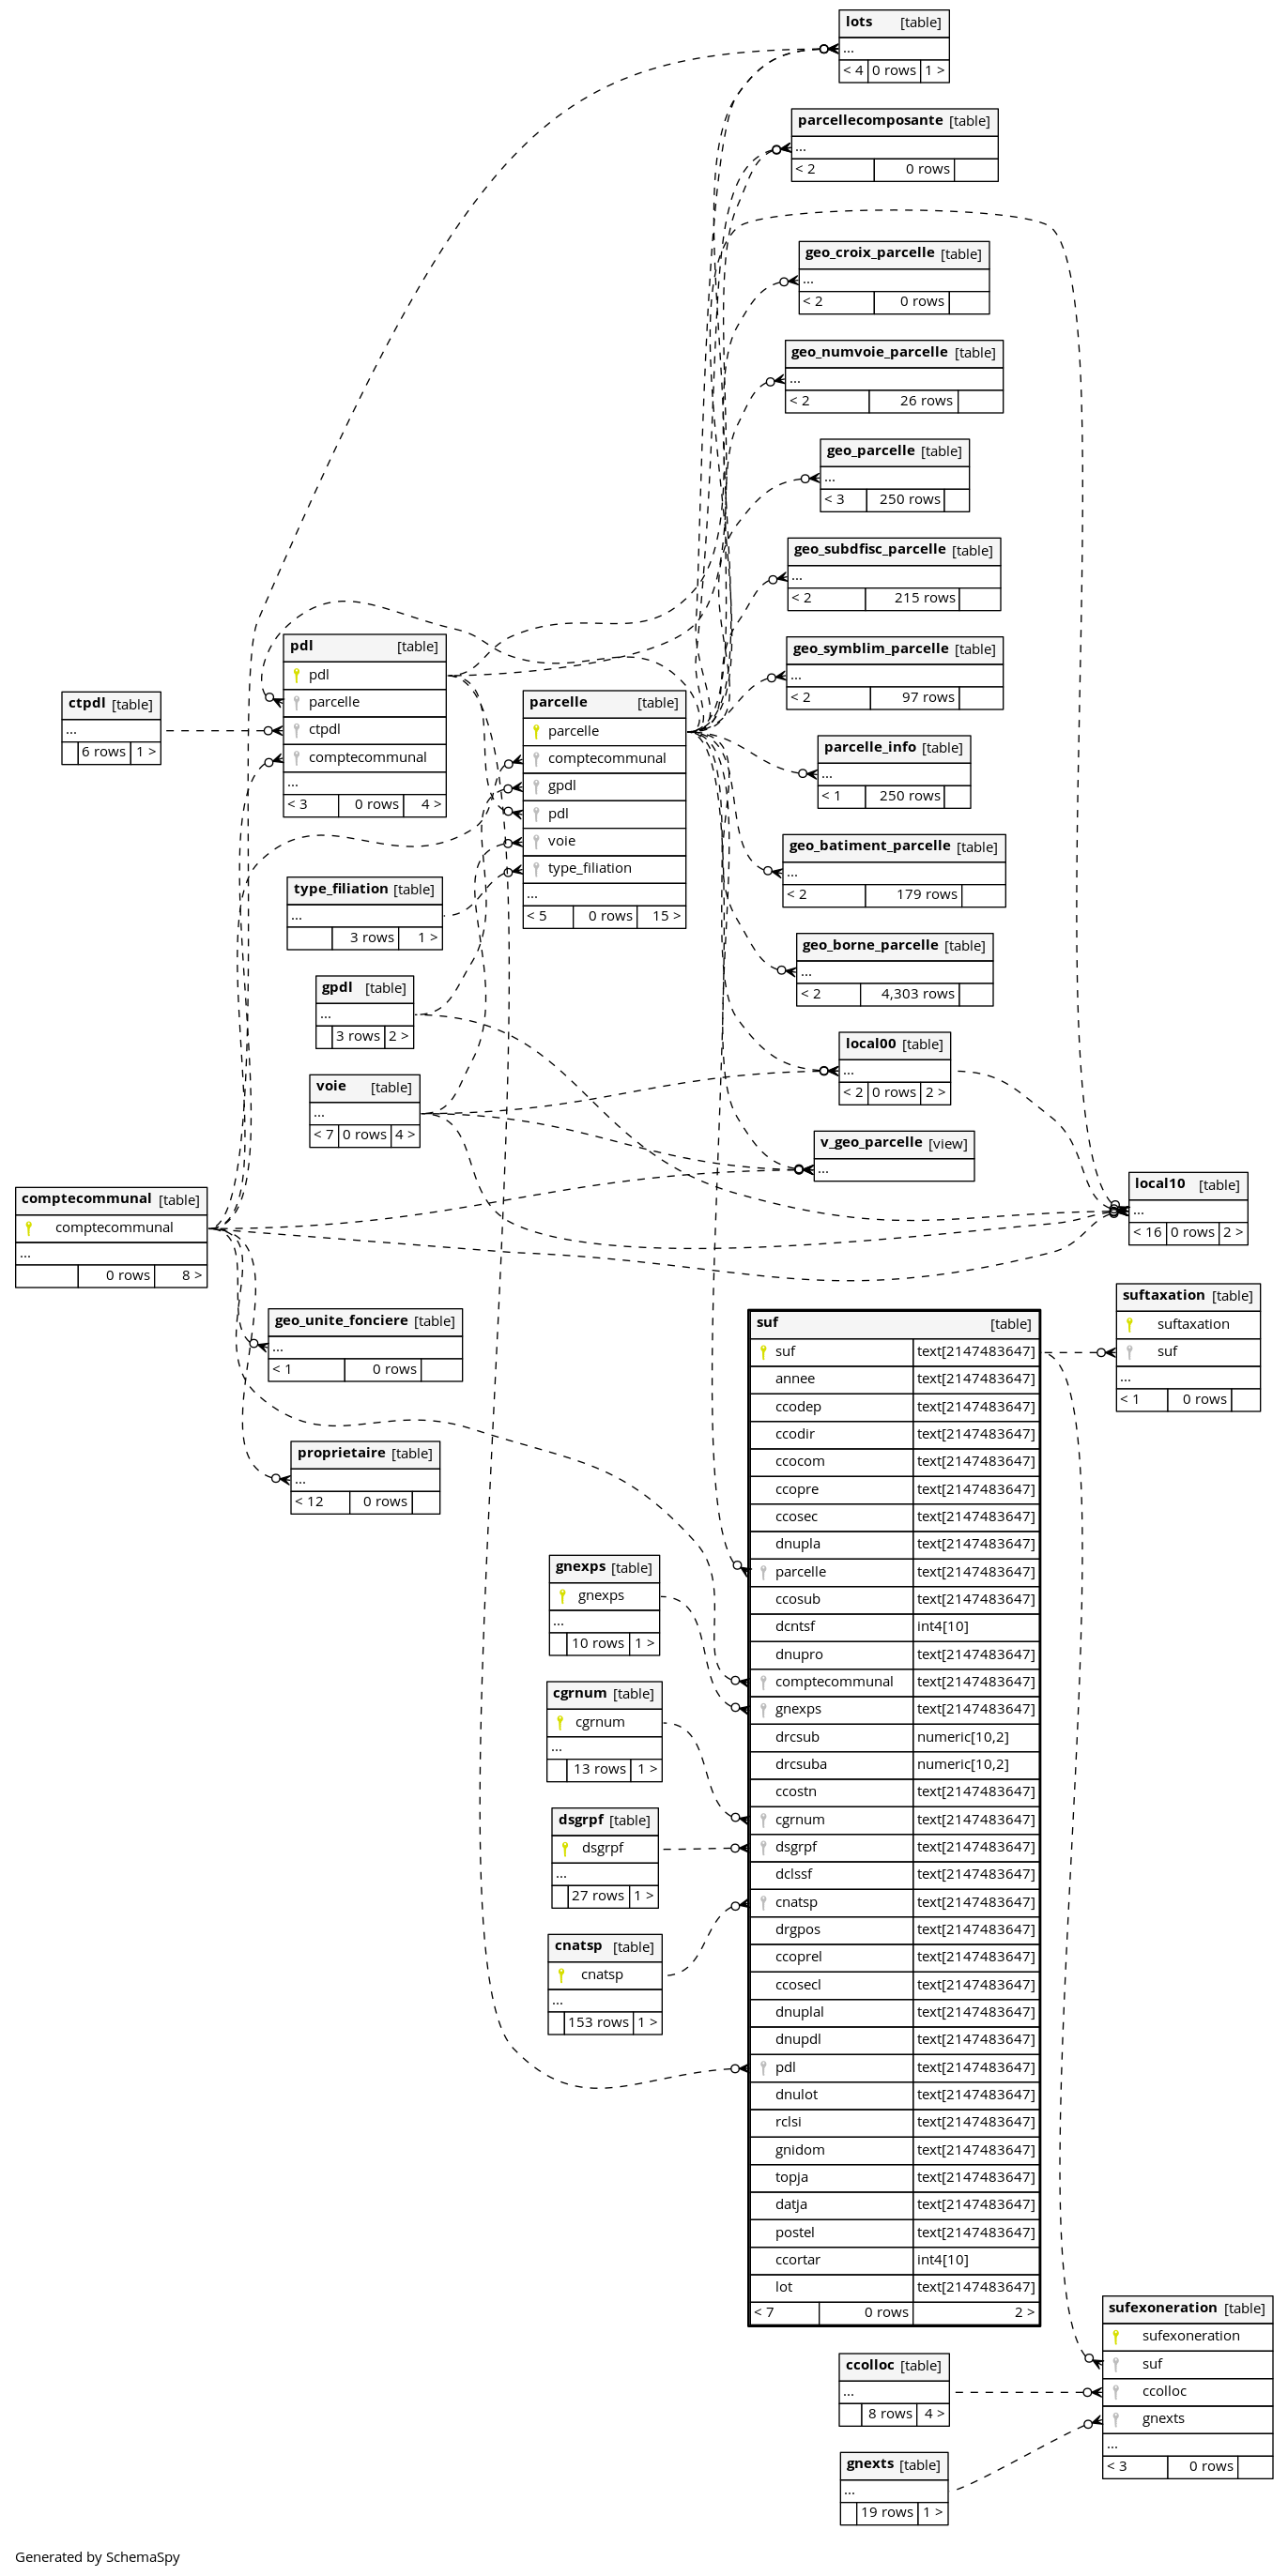 lots [table]
...
< 4 0 rows 1 >
parcellecomposante [table]
...
< 2 0 rows
geo_croix_parcelle [table]
...
< 2 0 rows
geo_numvoie_parcelle [table]
...
< 2 26 rows
geo_parcelle [table]
...
< 3 250 rows
geo_subdfisc_parcelle [table]
...
< 2 215 rows
geo_symblim_parcelle [table]
...
< 2 97 rows
parcelle_info [table]
...
< 1 250 rows
geo_batiment_parcelle [table]
...
< 2 179 rows
geo_borne_parcelle [table]
...
< 2 4,303 rows
local00 [table]
...
< 2 0 rows 2 >
v_geo_parcelle [view]
...
pdl [table]
pdl
parcelle
ctpdl
comptecommunal
...
< 3 0 rows 4 >
ctpdl [table]
...
6 rows 1 >
parcelle [table]
parcelle
comptecommunal
gpdl
pdl
voie
type_filiation
...
< 5 0 rows 15 >
type_filiation [table]
...
3 rows 1 >
gpdl [table]
...
3 rows 2 >
voie [table]
...
< 7 0 rows 4 >
comptecommunal [table]
comptecommunal
...
0 rows 8 >
local10 [table]
...
< 16 0 rows 2 >
suftaxation [table]
suftaxation
suf
...
< 1 0 rows
geo_unite_fonciere [table]
...
< 1 0 rows
proprietaire [table]
...
< 12 0 rows
gnexps [table]
gnexps
...
10 rows 1 >
cgrnum [table]
cgrnum
...
13 rows 1 >
dsgrpf [table]
dsgrpf
...
27 rows 1 >
cnatsp [table]
cnatsp
...
153 rows 1 >
suf [table]
suf text[2147483647]
annee text[2147483647]
ccodep text[2147483647]
ccodir text[2147483647]
ccocom text[2147483647]
ccopre text[2147483647]
ccosec text[2147483647]
dnupla text[2147483647]
parcelle text[2147483647]
ccosub text[2147483647]
dcntsf int4[10]
dnupro text[2147483647]
comptecommunal text[2147483647]
gnexps text[2147483647]
drcsub numeric[10,2]
drcsuba numeric[10,2]
ccostn text[2147483647]
cgrnum text[2147483647]
dsgrpf text[2147483647]
dclssf text[2147483647]
cnatsp text[2147483647]
drgpos text[2147483647]
ccoprel text[2147483647]
ccosecl text[2147483647]
dnuplal text[2147483647]
dnupdl text[2147483647]
pdl text[2147483647]
dnulot text[2147483647]
rclsi text[2147483647]
gnidom text[2147483647]
topja text[2147483647]
datja text[2147483647]
postel text[2147483647]
ccortar int4[10]
lot text[2147483647]
< 7 0 rows 2 >
sufexoneration [table]
sufexoneration
suf
ccolloc
gnexts
...
< 3 0 rows
ccolloc [table]
...
8 rows 4 >
gnexts [table]
...
19 rows 1 >
Generated by SchemaSpy